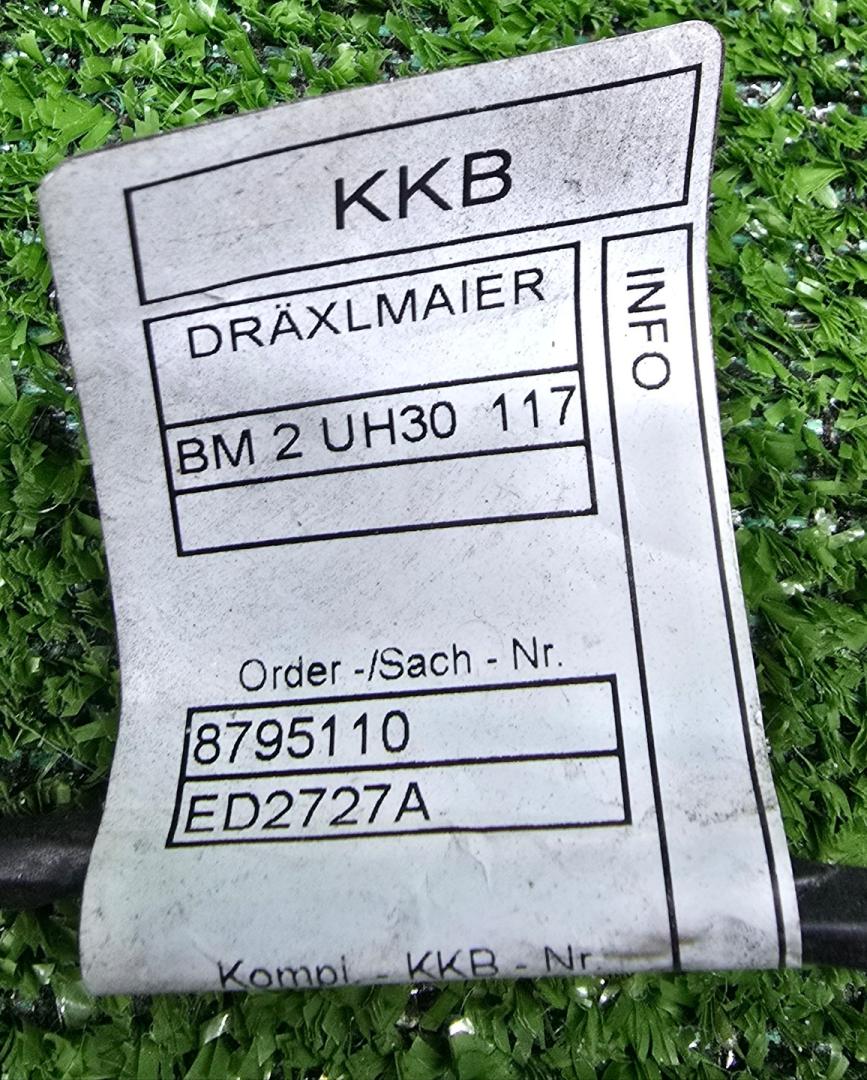 KKB
DRÄXLMAIER
INFO
BM 2 UH30 117
Order -/Sach - Nr.
8795110
ED2727A
Kompl. - KKB - Nr.